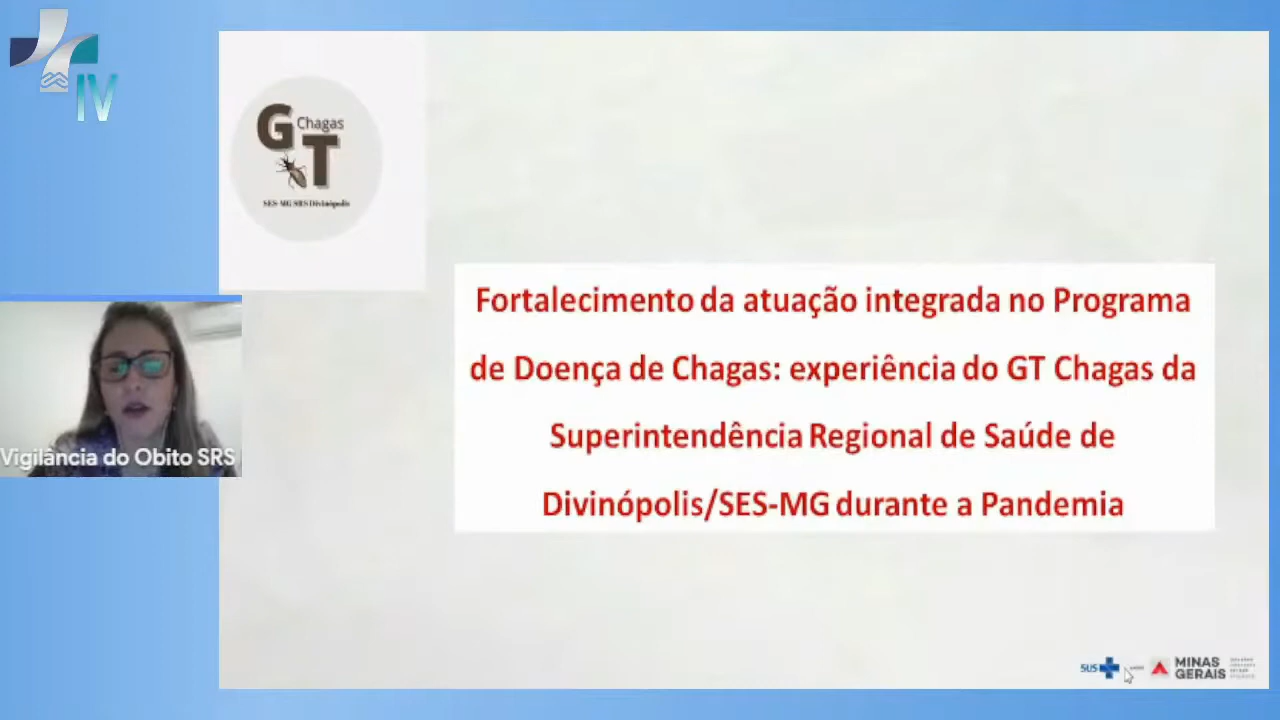 IV
G Chagas
T
SES-MG SRS Divinópolis
Fortalecimento da atuação integrada no Programa
de Doença de Chagas: experiência do GT Chagas da
Superintendência Regional de Saúde de
Divinópolis/SES-MG durante a Pandemia
Vigilância do Obito SRS
SUS
MINAS
GERAIS